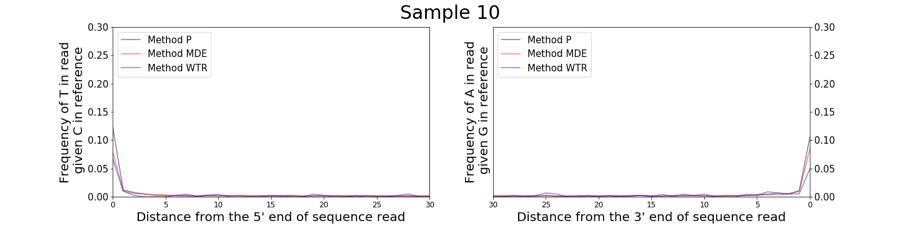 Sample 10
Frequency of T in read
given C in reference
0.30
0.25
0.20
0.15
0.10
0.05
0.00
Method P
Method MDE
Method WTR
0 5 10 15 20 25 30
Distance from the 5' end of sequence read
Frequency of A in read
given G in reference
Method P
Method MDE
Method WTR
0.30
0.25
0.20
0.15
0.10
0.05
0.00
30 25 20 15 10 5 0
Distance from the 3' end of sequence read